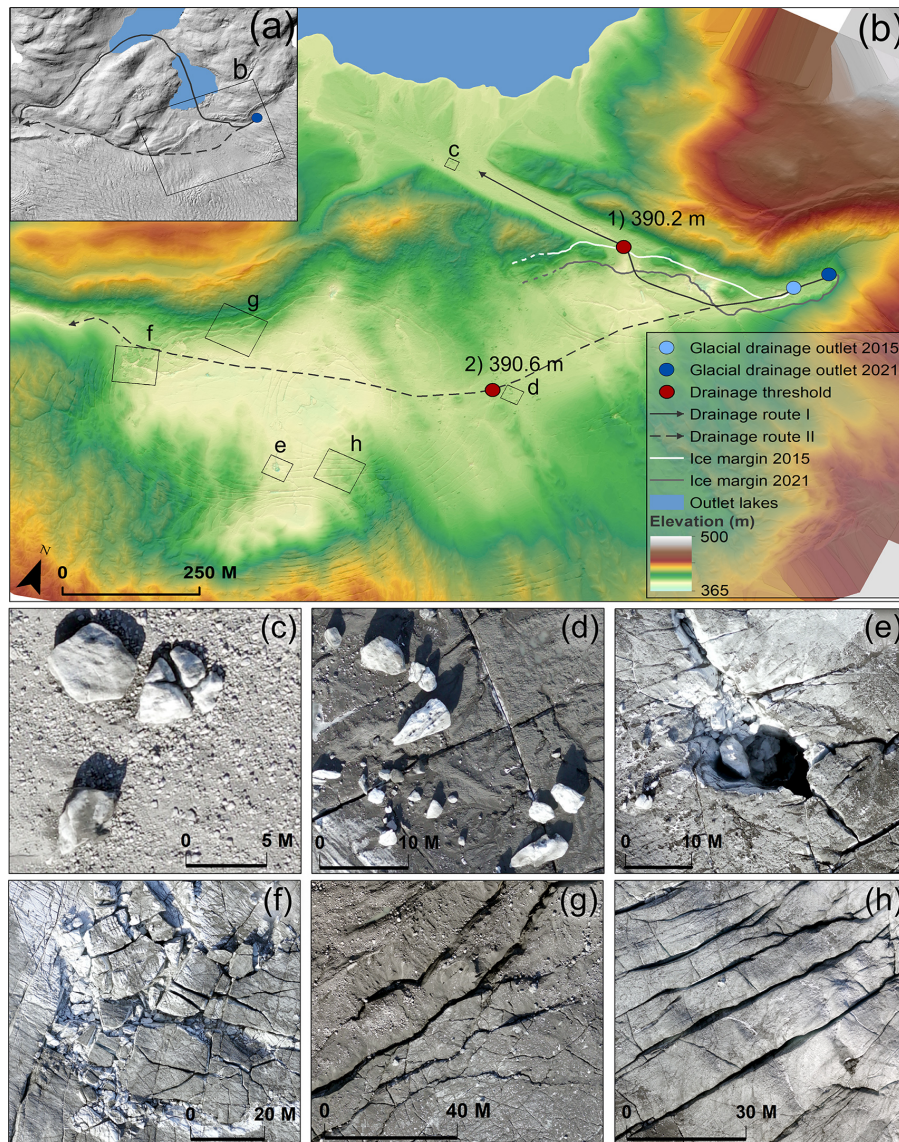 (a)
b
(b)
c
1) 390.2 m
g
f
2) 390.6 m
d
e
h
Glacial drainage outlet 2015
Glacial drainage outlet 2021
Drainage threshold
Drainage route I
Drainage route II
Ice margin 2015
Ice margin 2021
Outlet lakes
Elevation (m)
500
365
N
0 250 M
(c)
0 5 M
(d)
0 10 M
(e)
0 10 M
(f)
0 20 M
(g)
0 40 M
(h)
0 30 M